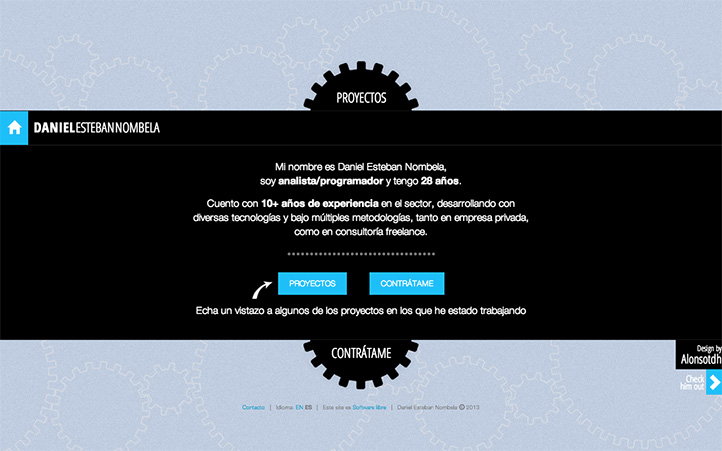 PROYECTOS
DANIELESTEBANNOMBELA
Mi nombre es Daniel Esteban Nombela,
soy analista/programador y tengo 28 años.
Cuento con 10+ años de experiencia en el sector, desarrollando con
diversas tecnologías y bajo múltiples metodologías, tanto en empresa privada,
como en consultoría freelance.
PROYECTOS CONTRÁTAME
Echa un vistazo a algunos de los proyectos en los que he estado trabajando
CONTRÁTAME
Design by
Alonsotdh
Check
him out
Contacto | Idioma: EN ES | Este site es Software libre | Daniel Esteban Nombela © 2013